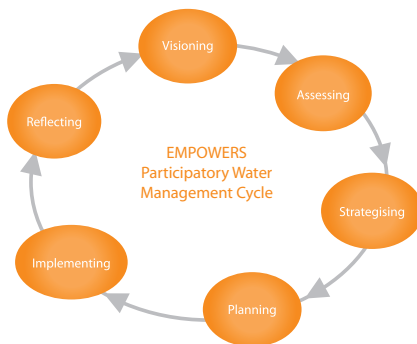 Visioning
Assessing
Reflecting
EMPOWERS
Participatory Water
Management Cycle
Strategising
Implementing
Planning